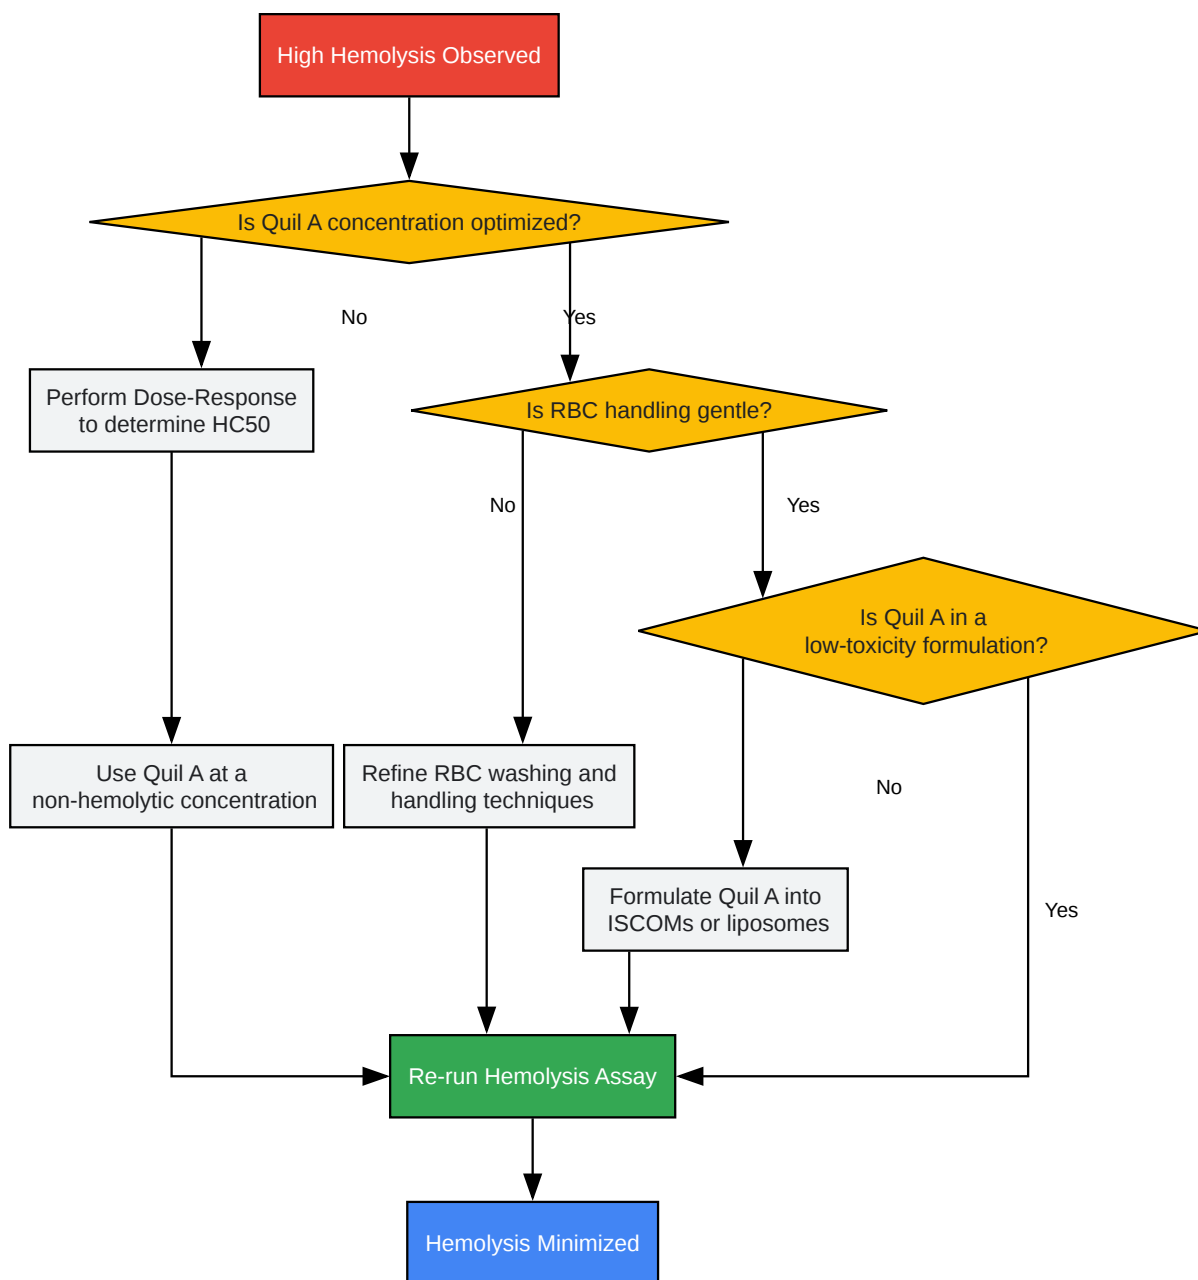 High Hemolysis Observed
Is Quil A concentration optimized?
No
Yes
Perform Dose-Response
to determine HC50
Is RBC handling gentle?
No
Yes
Is Quil A in a
low-toxicity formulation?
Use Quil A at a
non-hemolytic concentration
Refine RBC washing and
handling techniques
No
Formulate Quil A into
ISCOMs or liposomes
Yes
Re-run Hemolysis Assay
Hemolysis Minimized